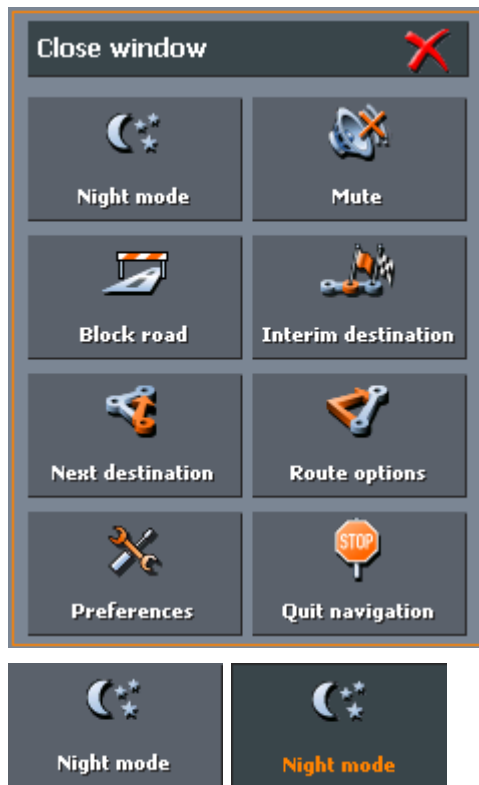 Close window
Night mode
Mute
Block road
Interim destination
Next destination
Route options
STOP
Preferences
Quit navigation
Night mode
Night mode